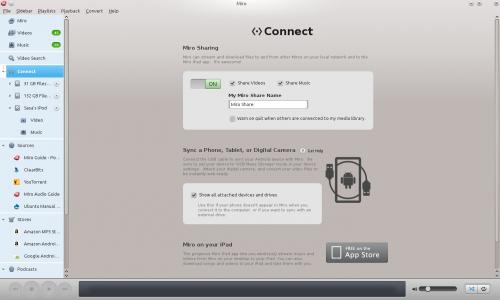 Miro
File Sidebar Playlists Playback Convert Help
Miro
Videos
Music
Video Search
Connect
31 GB Files...
132 GB Files...
Sasa's iPod
Video
Music
Sources
Miro Guide - Po...
ClearBits
YouTorrent
Miro Audio Guide
Ubuntu Manual ...
Stores
Amazon MP3 St...
Amazon Androi...
Google Androi...
Podcasts
Connect
Miro Sharing
Miro can stream and download files to and from other Miros on your local network and to the
Miro iPad app. It's awesome!
ON
Share Videos
Share Music
My Miro Share Name
Miro Share
Warn on quit when others are connected to my media library.
Sync a Phone, Tablet, or Digital Camera
Get Help
Connect the USB cable to sync your Android device with Miro. Be
sure to set your device to 'USB Mass Storage' mode in your device
settings. Attach your digital camera, and convert your video files to
be instantly web ready.
Show all attached devices and drives
Use this if your phone doesn't appear in Miro when you
connect it to the computer, or if you want to sync with an
external drive.
Miro on your iPad
The gorgeous Miro iPad app lets you wirelessly stream music and
videos from Miro on your desktop to your iPad. You can also
download songs and videos to your iPad and take them with you.
FREE on the
App Store